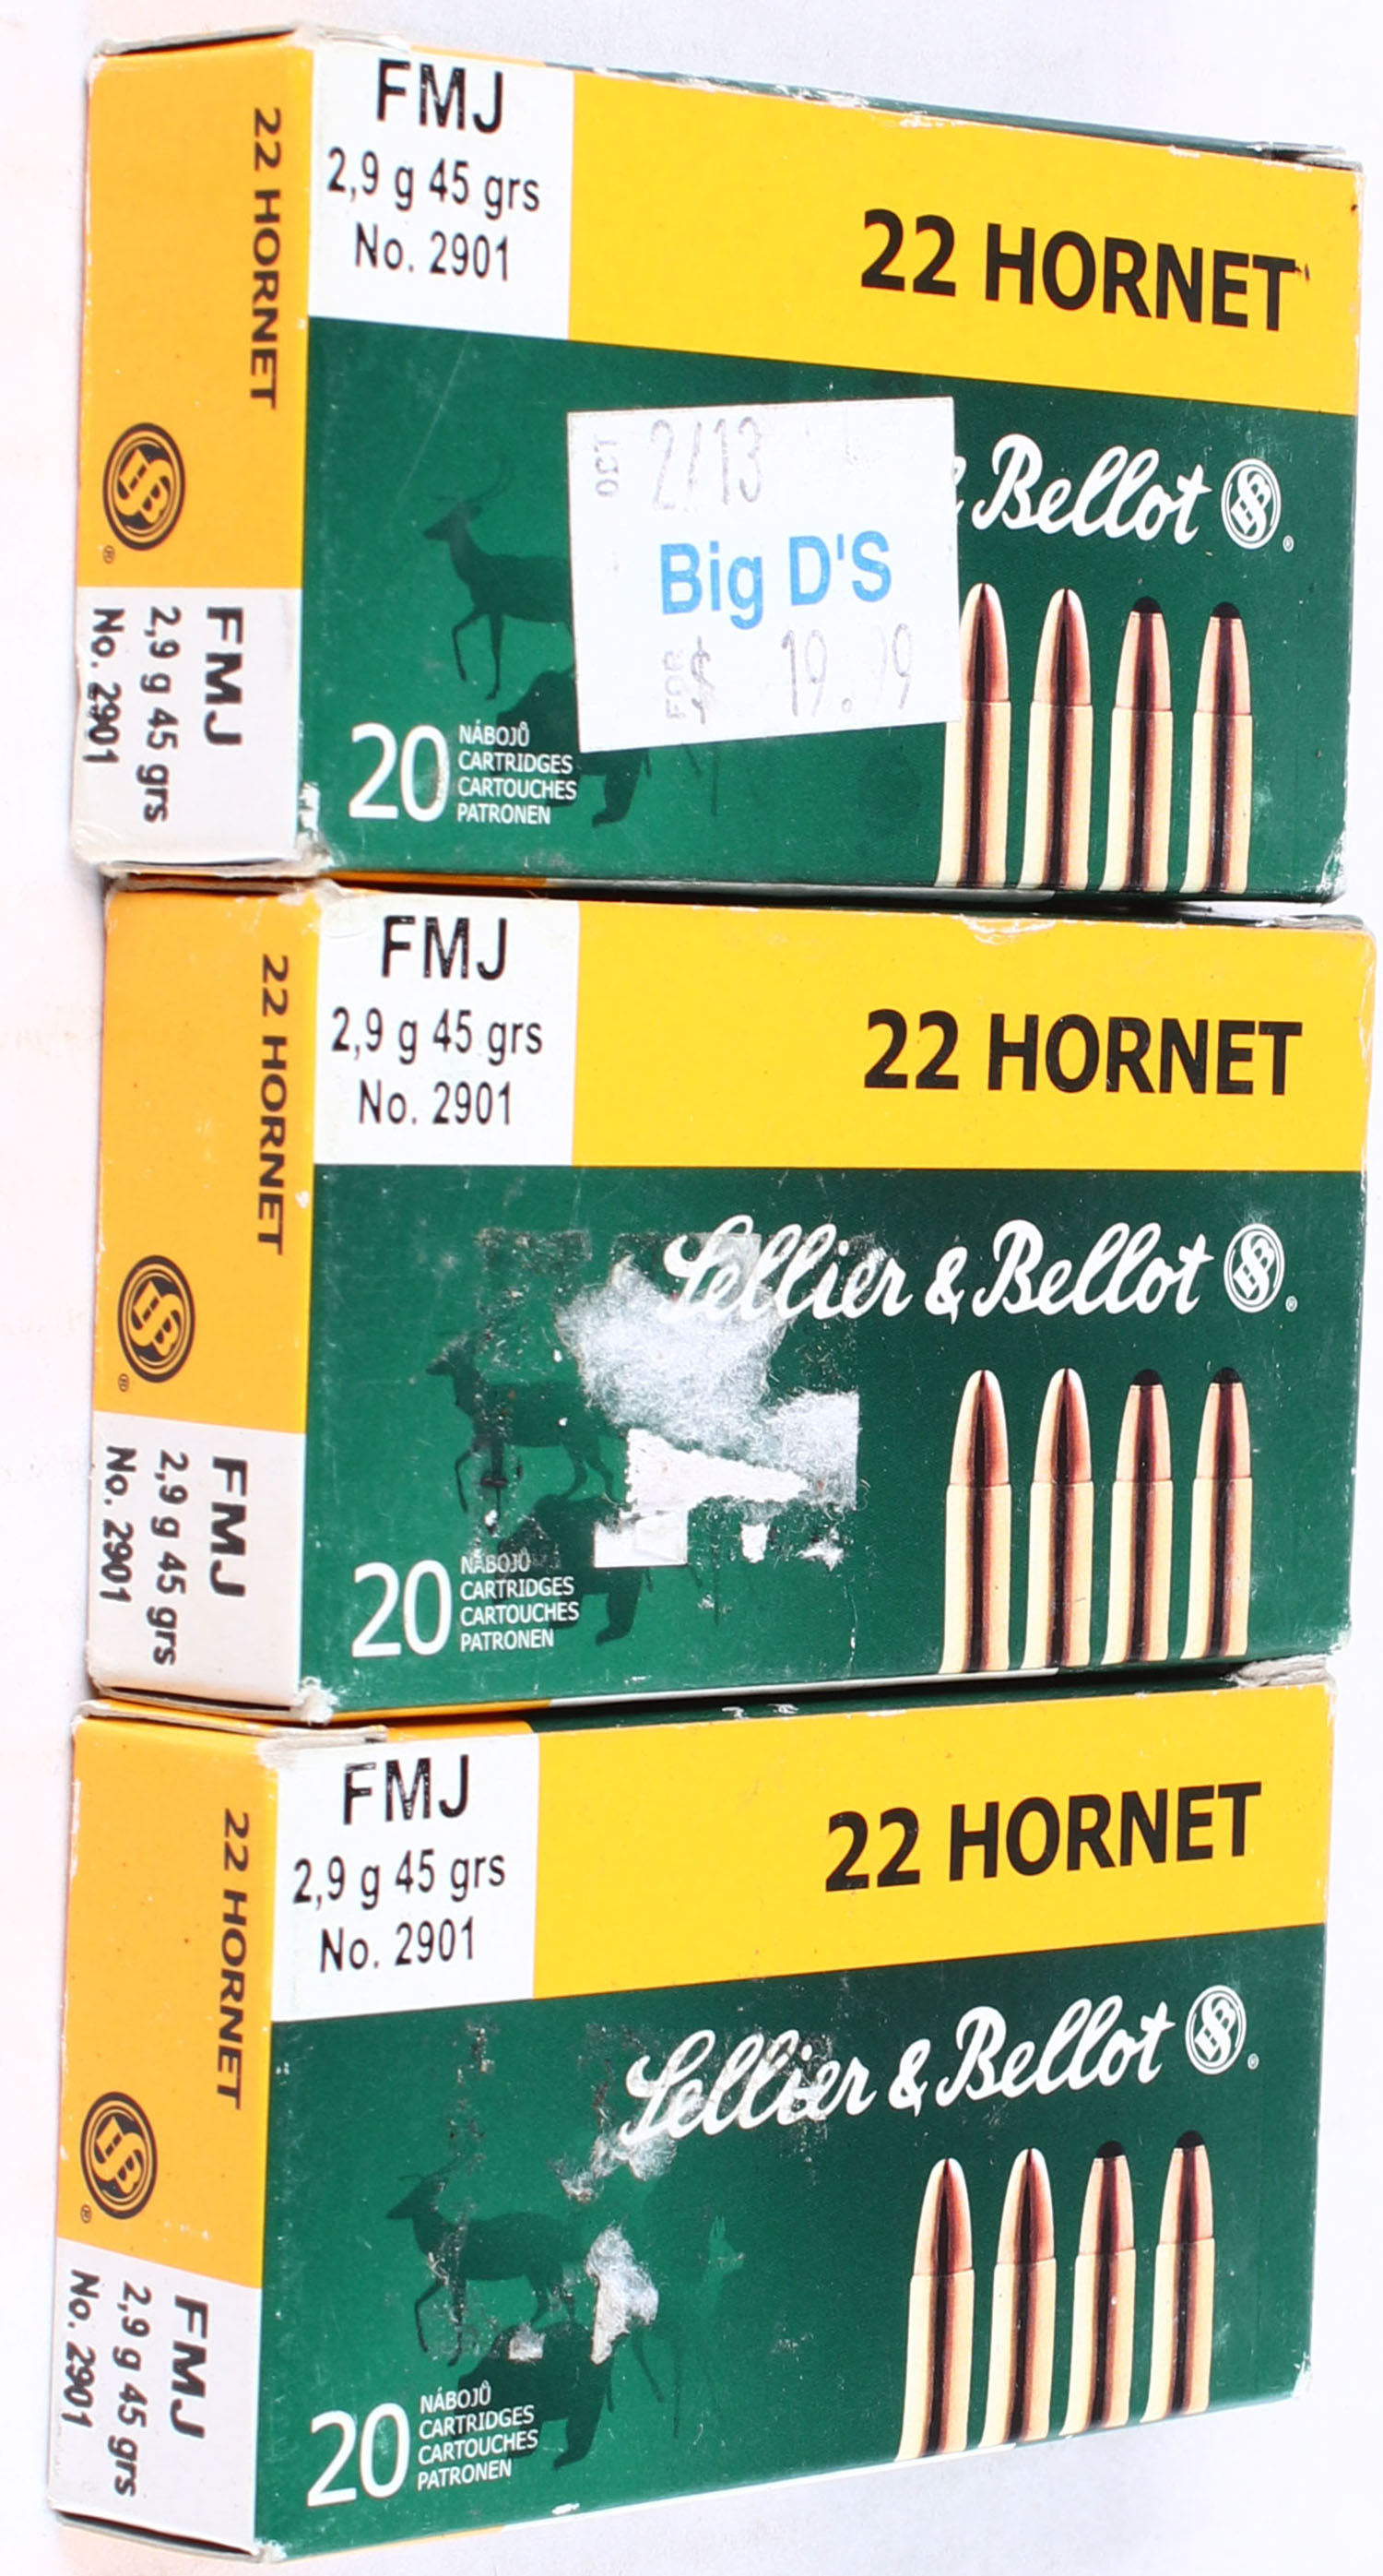 22 HORNET
FMJ
2,9 g 45 grs
No. 2901
FMJ
2,9 g 45 grs
No. 2901
22 HORNET
Bellot
OCT 2/13
Big D'S
FOR $
20
NÁBOJŮ
CARTRIDGES
CARTOUCHES
PATRONEN
22 HORNET
FMJ
2,9 g 45 grs
No. 2901
FMJ
2,9 g 45 grs
No. 2901
22 HORNET
Sellier & Bellot
20
NÁBOJŮ
CARTRIDGES
CARTOUCHES
PATRONEN
22 HORNET
FMJ
2,9 g 45 grs
No. 2901
FMJ
2,9 g 45 grs
No. 2901
22 HORNET
Sellier & Bellot
20
NÁBOJŮ
CARTRIDGES
CARTOUCHES
PATRONEN